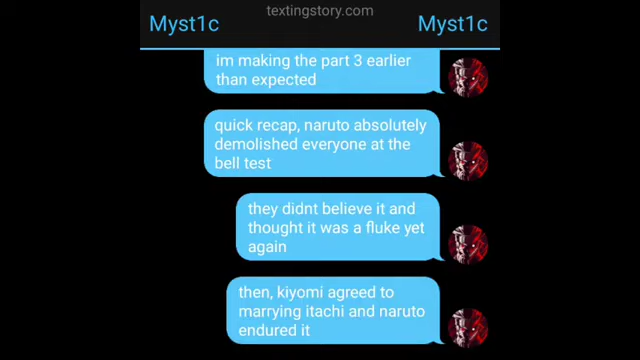 textingstory.com
Myst1c
Myst1c
im making the part 3 earlier
than expected
quick recap, naruto absolutely
demolished everyone at the
bell test
they didnt believe it and
thought it was a fluke yet
again
then, kiyomi agreed to
marrying itachi and naruto
endured it